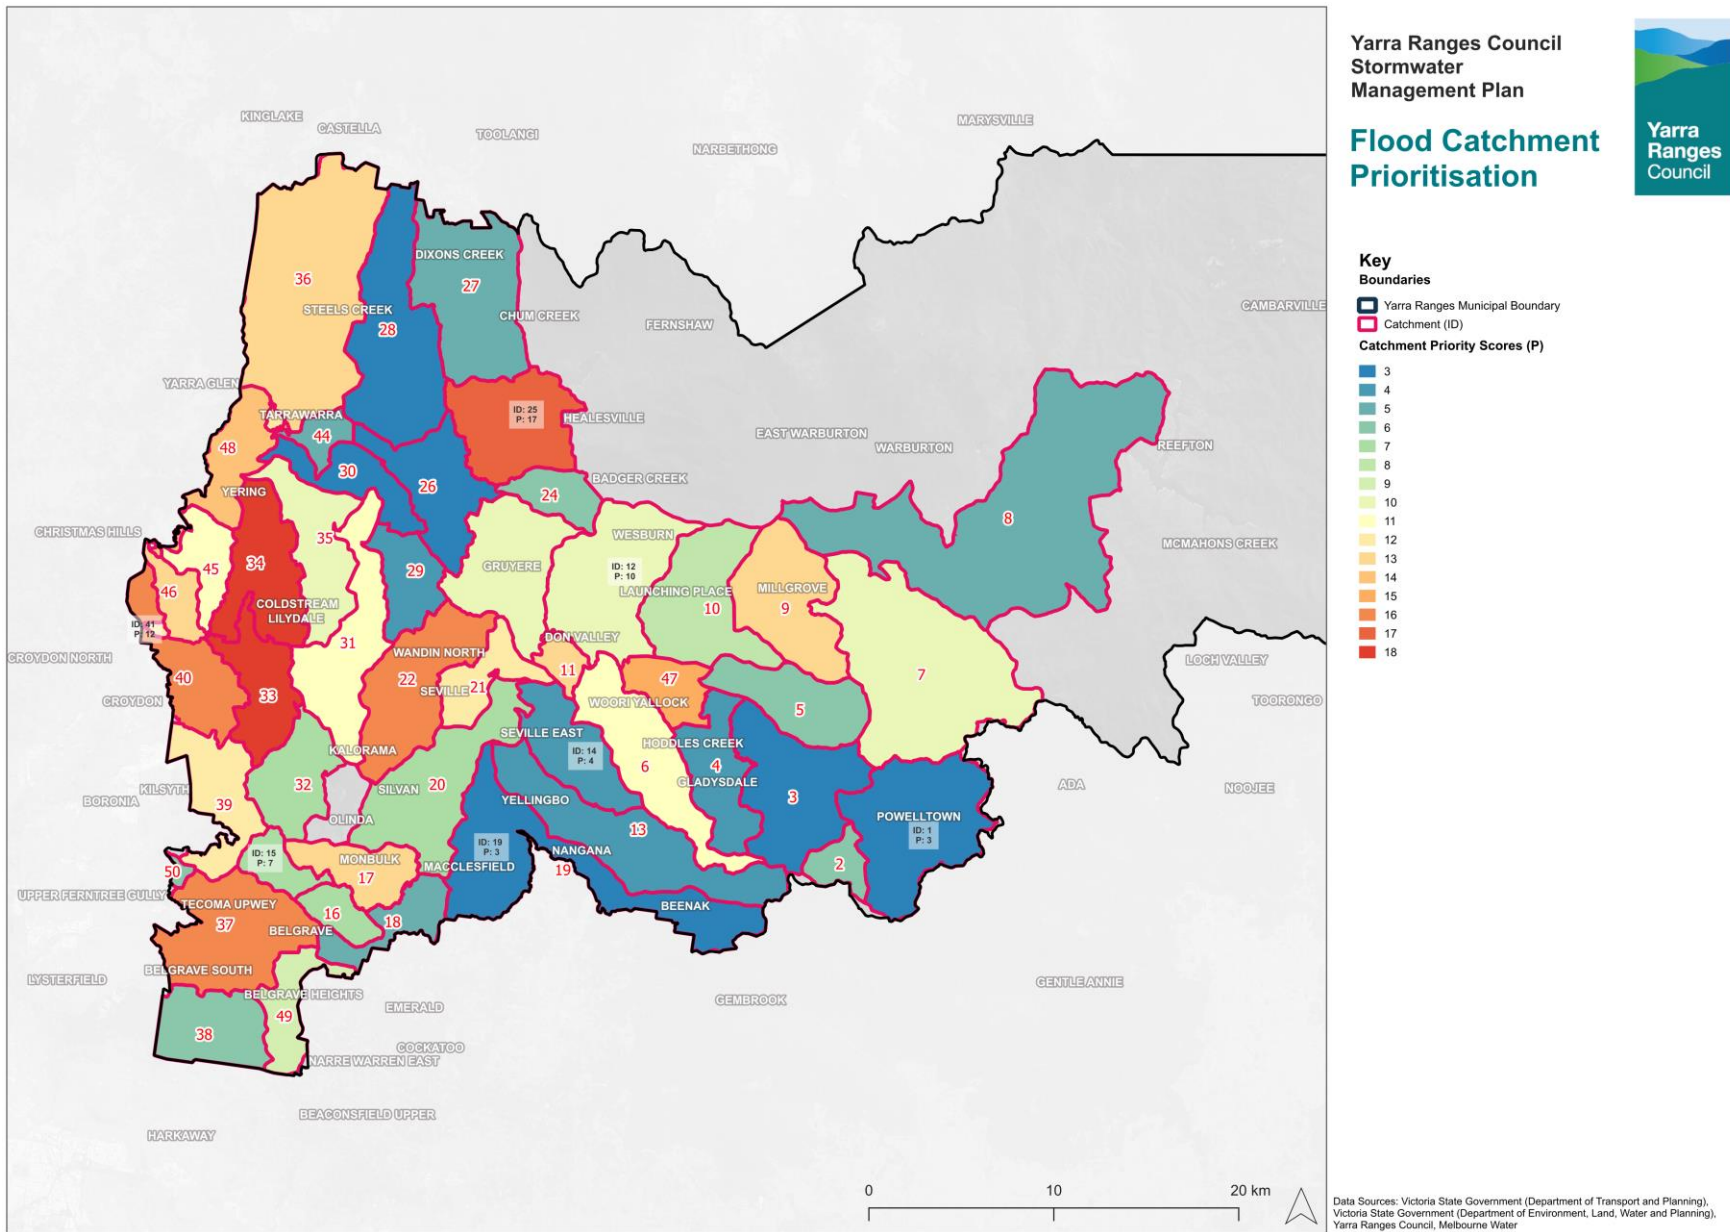 Yarra Ranges Council
Stormwater
Management Plan
Flood Catchment
Prioritisation
Yarra
Ranges
Council
Key
Boundaries
Yarra Ranges Municipal Boundary
Catchment (ID)
Catchment Priority Scores (P)
3
4
5
6
7
8
9
10
11
12
13
14
15
16
17
18
KINGLAKE
CASTELLA
TOOLANGI
NARBETHONG
MARYSVILLE
DIXONS CREEK
36
27
STEELS CREEK
28
CHUM CREEK
FERNSHAW
CAMBARVILLE
YARRA GLEN
TARRAWARRA
ID: 25
P: 17
HEALESVILLE
44
EAST WARBURTON
WARBURTON
REEFTON
48
30
26
BADGER CREEK
YERING
24
CHRISTMAS HILLS
35
WESBURN
8
MCMAHONS CREEK
45
34
29
GRUYERE
ID: 12
P: 10
46
LAUNCHING PLACE
MILLGROVE
COLDSTREAM
LILYDALE
10
9
ID: 41
P: 12
31
DON VALLEY
CROYDON NORTH
WANDIN NORTH
LOCH VALLEY
40
22
SEVILLE
21
11
47
7
CROYDON
33
WOORI YALLOCK
5
TOORONGO
SEVILLE EAST
KALORAMA
ID: 14
P: 4
HODDLES CREEK
6
4
GLADYSDALE
KILSYTH
32
SILVAN
20
ADA
NOOJEE
BORONIA
39
YELLINGBO
3
OLINDA
13
POWELLTOWN
ID: 1
P: 3
ID: 19
P: 3
NANGANA
ID: 15
P: 7
MONBULK
MACCLESFIELD
19
2
50
17
UPPER FERNTREE GULLY
TECOMA UPWEY
16
BEENAK
37
BELGRAVE
18
BELGRAVE SOUTH
LYSTERFIELD
GENTLE ANNIE
BELGRAVE HEIGHTS
GEMBROOK
EMERALD
49
38
COCKATOO
NARRE WARREN EAST
BEACONSFIELD UPPER
HARKAWAY
0
10
20 km
Data Sources: Victoria State Government (Department of Transport and Planning),
Victoria State Government (Department of Environment, Land, Water and Planning),
Yarra Ranges Council, Melbourne Water